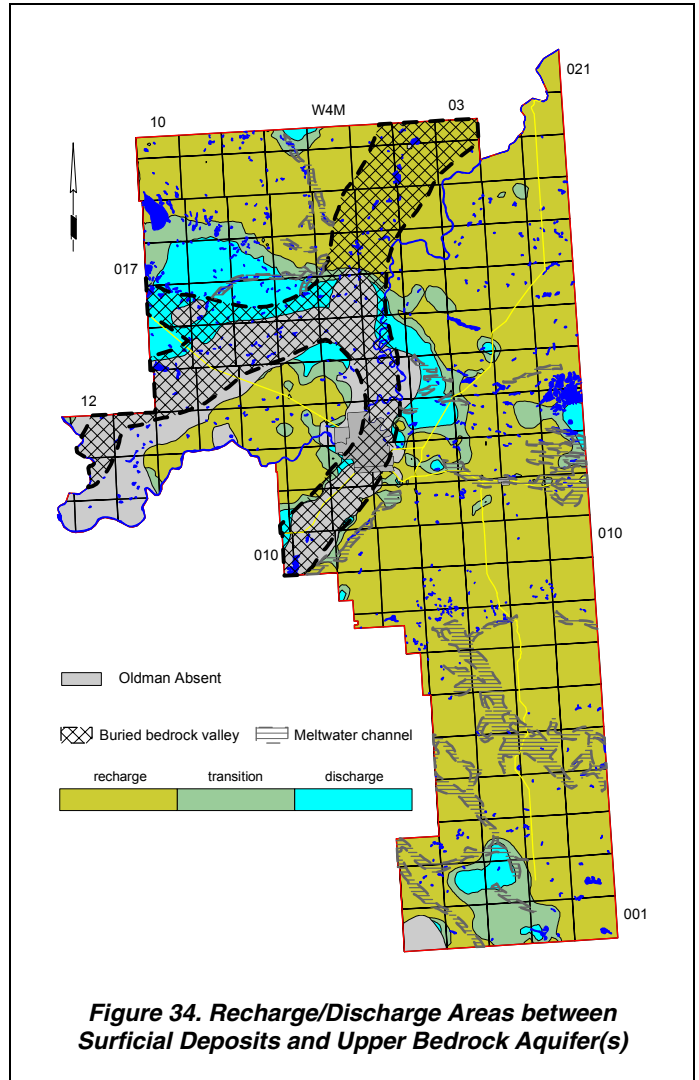 021
10
W4M
03
017
12
010
010
Oldman Absent
Buried bedrock valley
Meltwater channel
recharge
transition
discharge
001
Figure 34. Recharge/Discharge Areas between
Surficial Deposits and Upper Bedrock Aquifer(s)